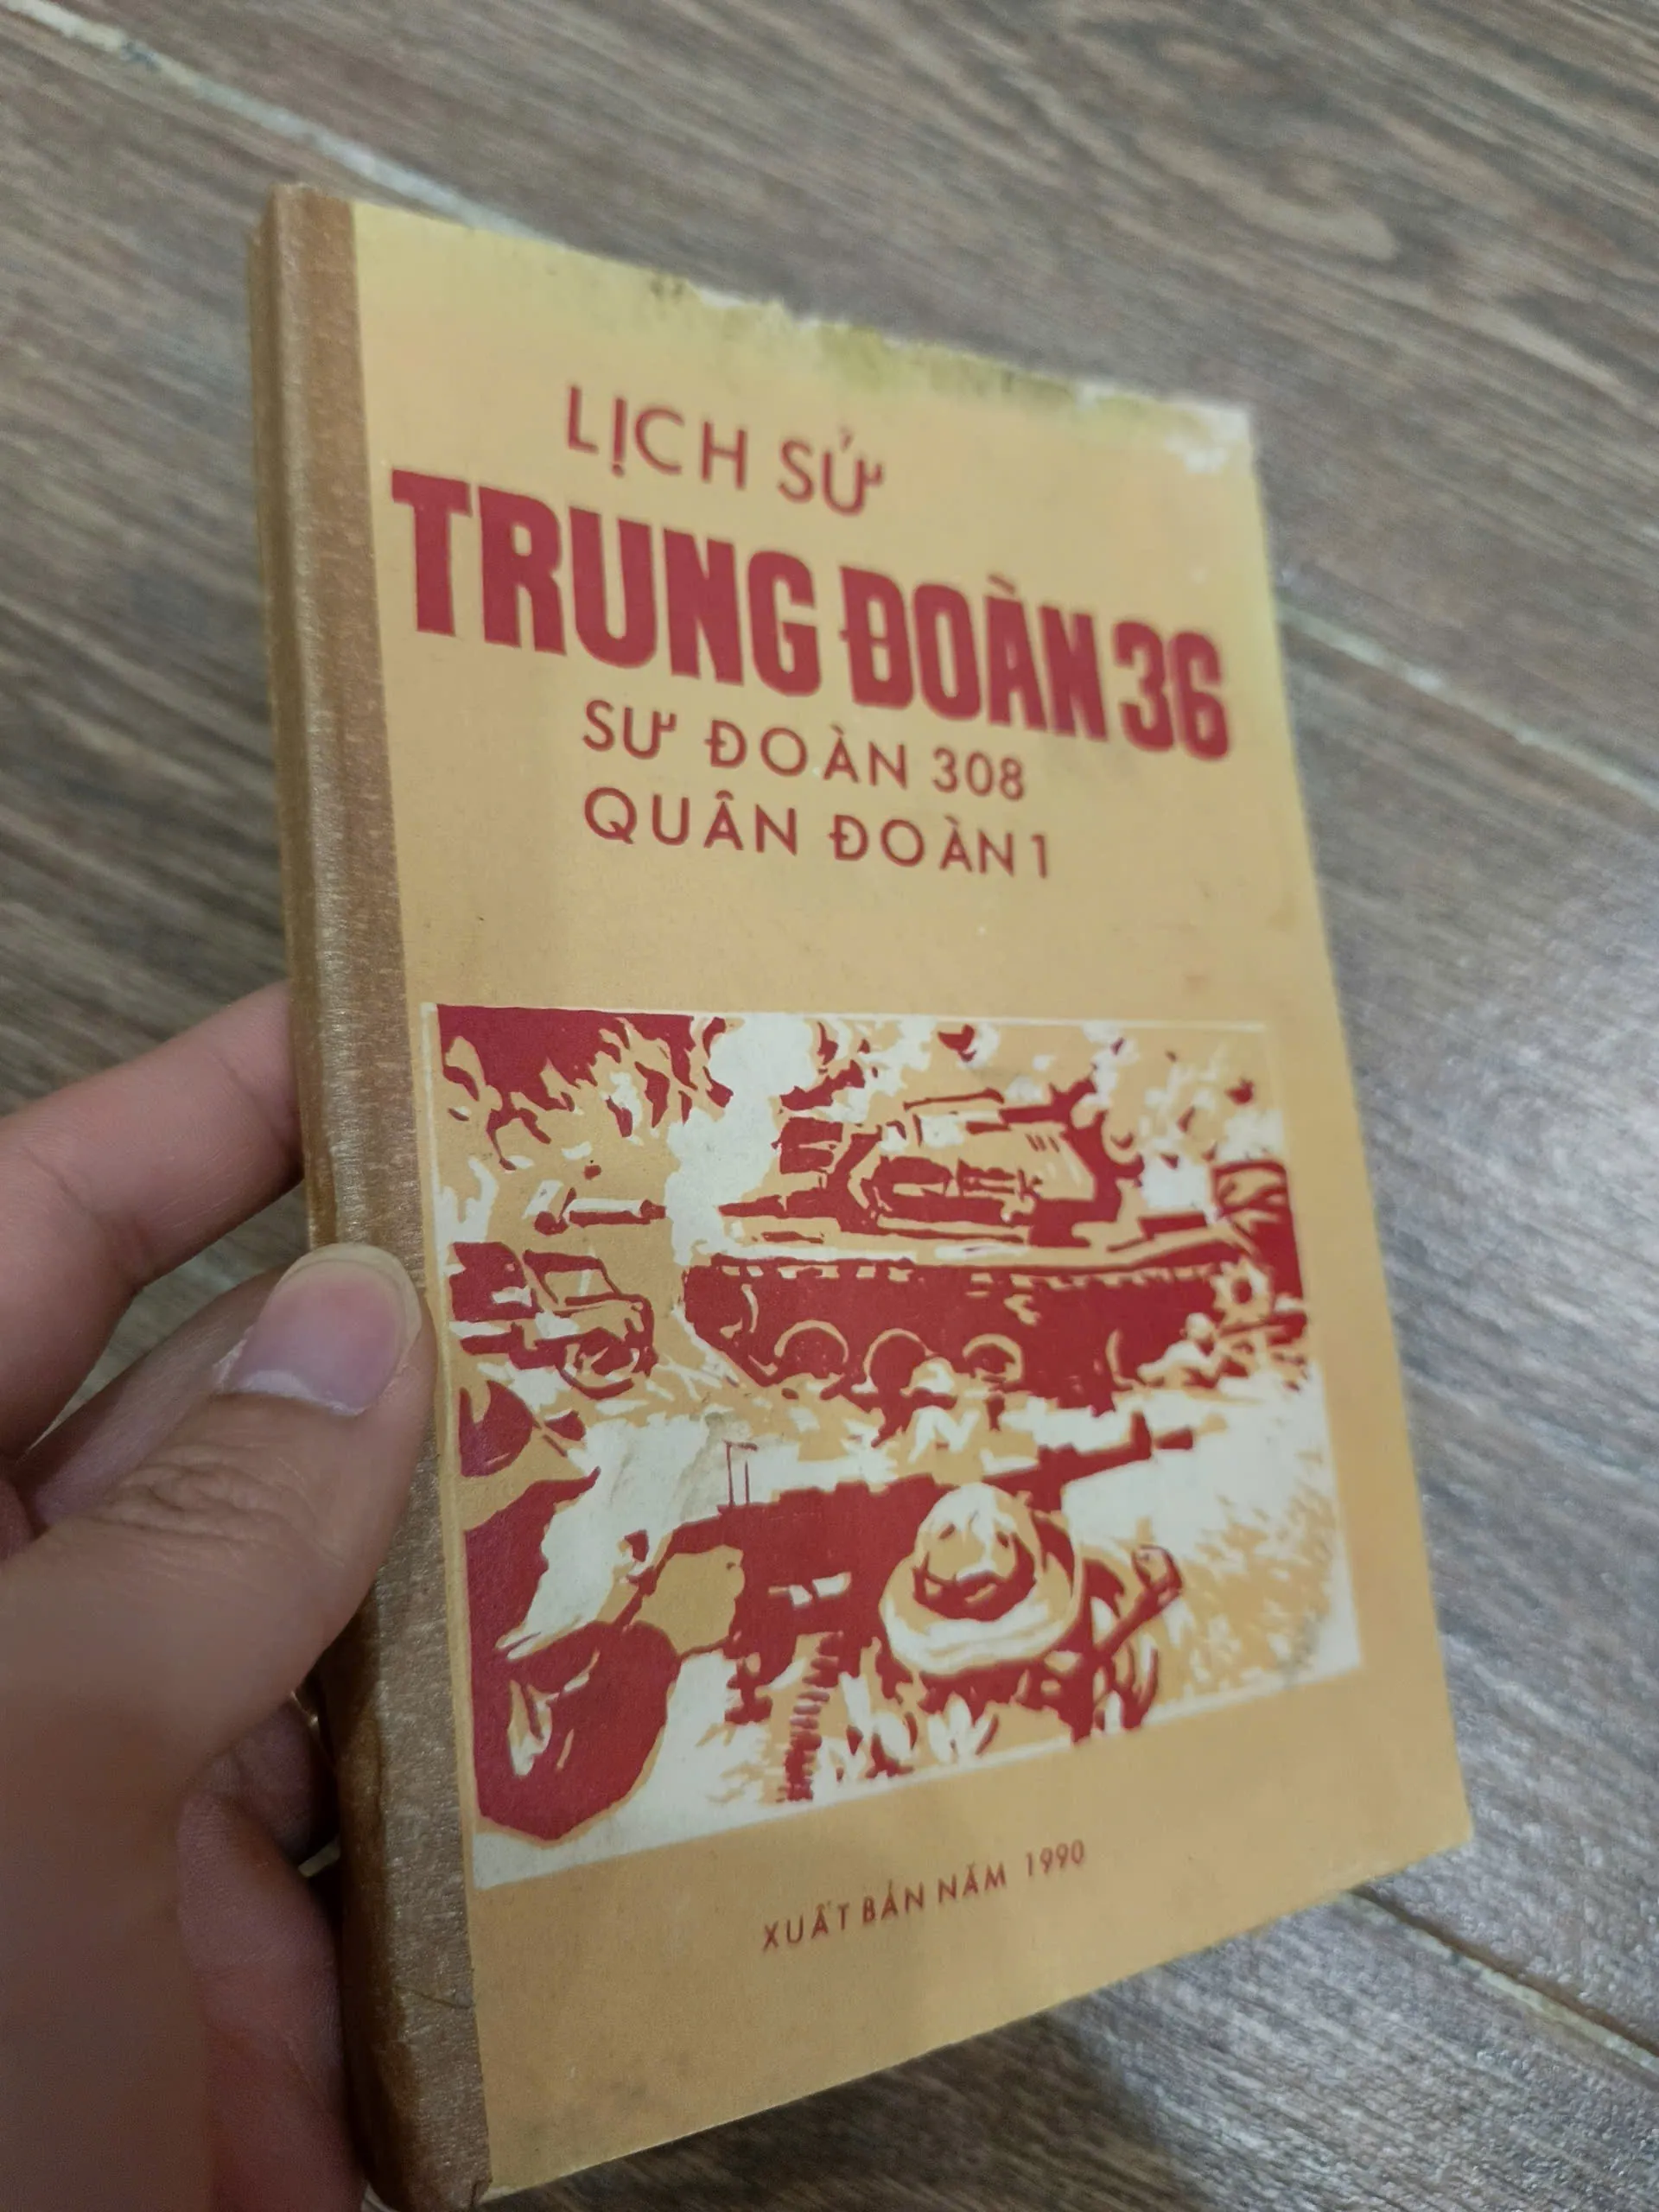 LỊCH SỬ
TRUNG ĐOÀN 36
SƯ ĐOÀN 308
QUÂN ĐOÀN 1
XUẤT BẢN NĂM 1990